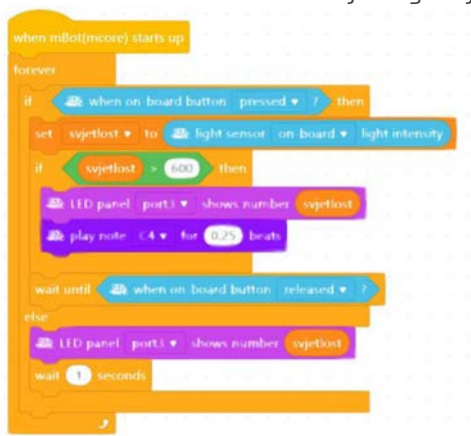 when mBot(mcore) starts up
forever
if when on-board button pressed ? then
set svjetlost to light sensor on-board light intensity
if svjetlost > 600 then
LED panel port1 shows number svjetlost
play note C4 for 0.25 beats
wait until when on-board button released ?
else
LED panel port1 shows number svjetlost
wait 1 seconds